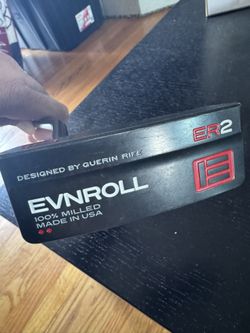 ER2
DESIGNED BY GUERIN RIFE
EVNROLL
100% MILLED
MADE IN USA